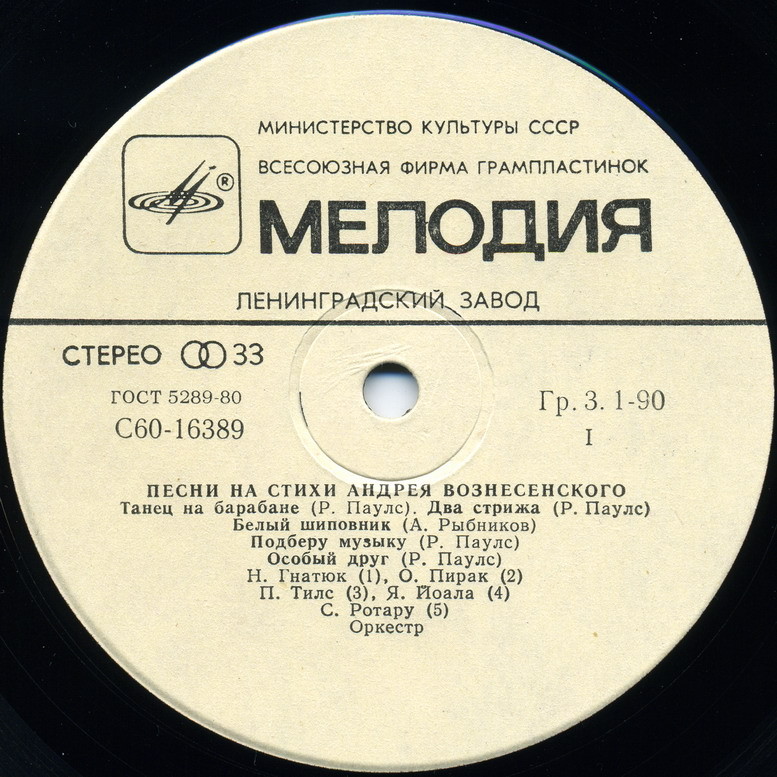 МИНИСТЕРСТВО КУЛЬТУРЫ СССР
ВСЕСОЮЗНАЯ ФИРМА ГРАМПЛАСТИНОК
®
МЕЛОДИЯ
ЛЕНИНГРАДСКИЙ ЗАВОД
СТЕРЕО 33
ГОСТ 5289-80
С60-16389
Гр. 3. 1-90
I
ПЕСНИ НА СТИХИ АНДРЕЯ ВОЗНЕСЕНСКОГО
Танец на барабане (Р. Паулс). Два стрижа (Р. Паулс)
Белый шиповник (А. Рыбников)
Подберу музыку (Р. Паулс)
Особый друг (Р. Паулс)
Н. Гнатюк (1), О. Пирак (2)
П. Тилс (3), Я. Йоала (4)
С. Ротару (5)
Оркестр